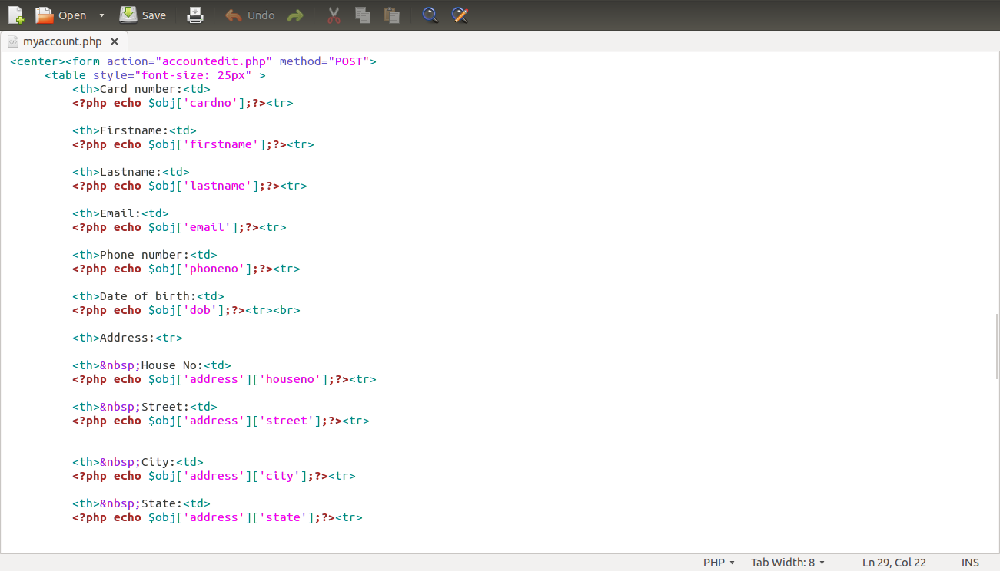 Open Save Undo
myaccount.php
<center><form action="accountedit.php" method="POST">
<table style="font-size: 25px" >
<th>Card number:<td>
<?php echo $obj['cardno'];?><tr>
<th>Firstname:<td>
<?php echo $obj['firstname'];?><tr>
<th>Lastname:<td>
<?php echo $obj['lastname'];?><tr>
<th>Email:<td>
<?php echo $obj['email'];?><tr>
<th>Phone number:<td>
<?php echo $obj['phoneno'];?><tr>
<th>Date of birth:<td>
<?php echo $obj['dob'];?><tr><br>
<th>Address:<tr>
<th>&nbsp;House No:<td>
<?php echo $obj['address']['houseno'];?><tr>
<th>&nbsp;Street:<td>
<?php echo $obj['address']['street'];?><tr>
<th>&nbsp;City:<td>
<?php echo $obj['address']['city'];?><tr>
<th>&nbsp;State:<td>
<?php echo $obj['address']['state'];?><tr>
PHP Tab Width: 8 Ln 29, Col 22 INS